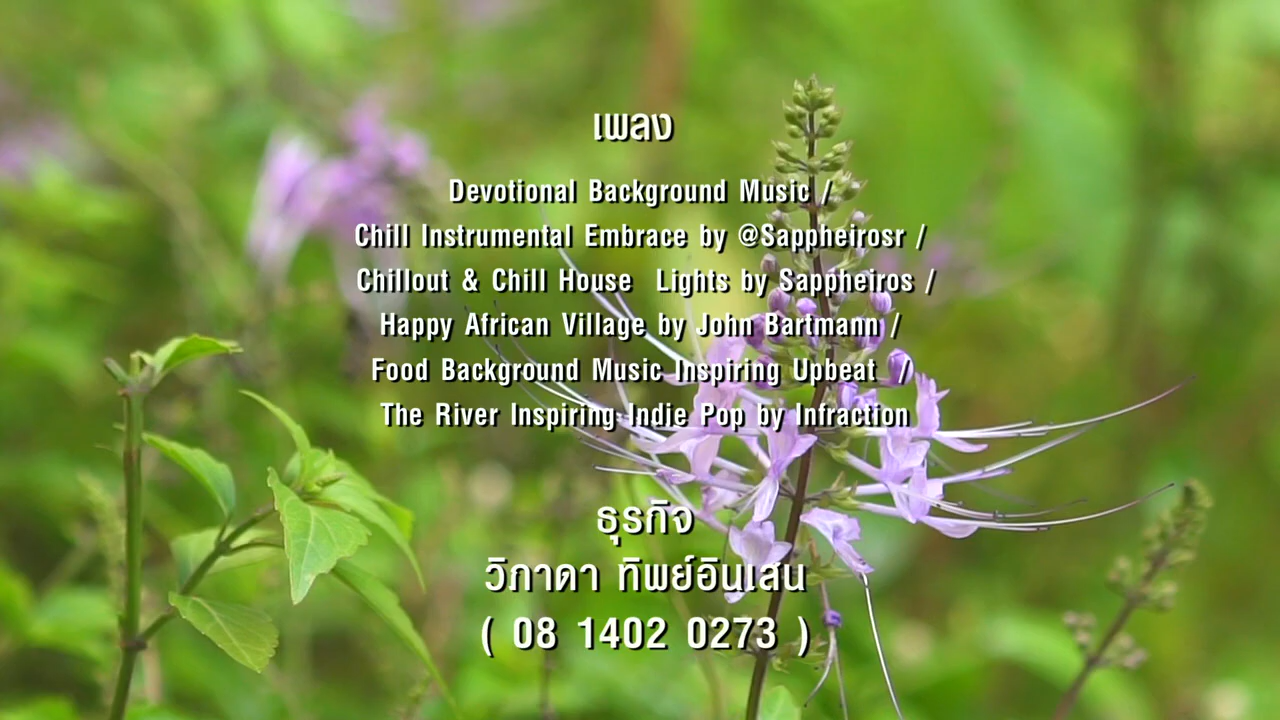 เพลง
Devotional Background Music /
Chill Instrumental Embrace by @Sappheirosr /
Chillout & Chill House Lights by Sappheiros /
Happy African Village by John Bartmann /
Food Background Music Inspiring Upbeat /
The River Inspiring Indie Pop by Infraction
ธุรกิจ
วิภาดา ทิพย์อินเสน
( 08 1402 0273 )